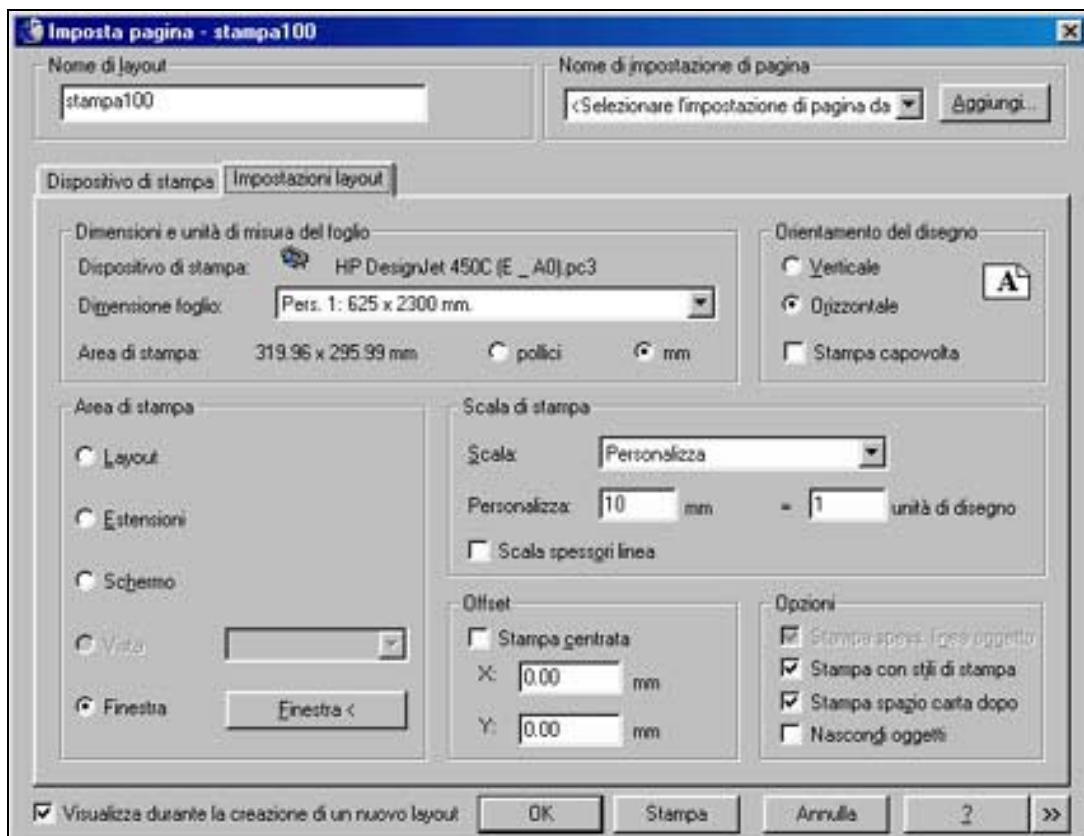 Imposta pagina - stampa100
Nome di layout
stampa100
Nome di impostazione di pagina
<Selezionare l'impostazione di pagina da
Aggiungi...
Dispositivo di stampa
Impostazioni layout
Dimensioni e unità di misura del foglio
Dispositivo di stampa:
HP DesignJet 450C (E _ A0).pc3
Dimensione foglio:
Pers. 1: 625 x 2300 mm.
Area di stampa:
319.96 x 295.99 mm
pollici
mm
Orientamento del disegno
Verticale
Orizzontale
A
Stampa capovolta
Area di stampa
Layout
Estensioni
Schermo
Vista
Finestra
Finestra <
Scala di stampa
Scala:
Personalizza
Personalizza:
10
mm
=
1
unità di disegno
Scala spessori linea
Offset
Stampa centrata
X:
0.00
mm
Y:
0.00
mm
Opzioni
Stampa spess. linea oggetto
Stampa con stili di stampa
Stampa spazio carta dopo
Nascondi oggetti
Visualizza durante la creazione di un nuovo layout
OK
Stampa
Annulla
?
>>